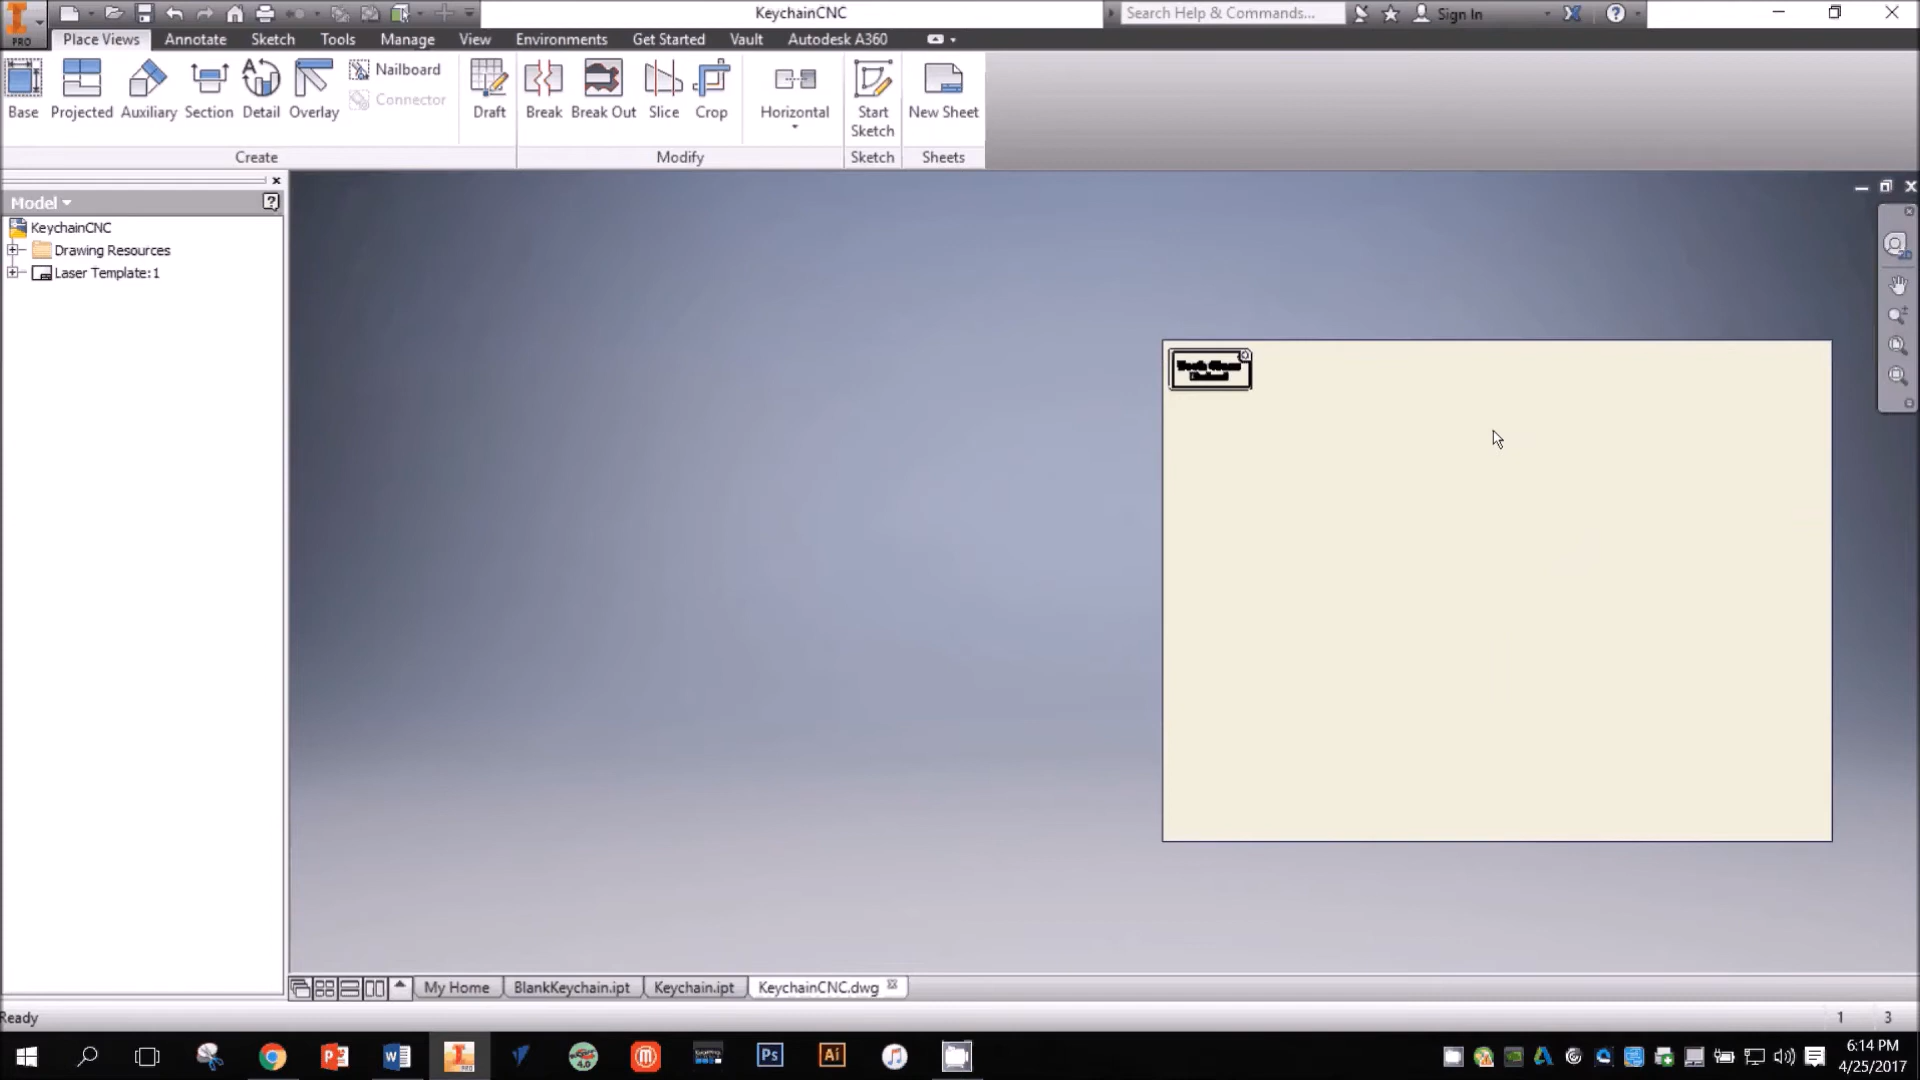 KeychainCNC
Search Help & Commands...
Sign In
PRO
Place Views
Annotate
Sketch
Tools
Manage
View
Environments
Get Started
Vault
Autodesk A360
Base
Projected
Auxiliary
Section
Detail
Overlay
Nailboard
Connector
Draft
Break
Break Out
Slice
Crop
Horizontal
Start Sketch
New Sheet
Create
Modify
Sketch
Sheets
Model
KeychainCNC
Drawing Resources
Laser Template:1
My Home
BlankKeychain.ipt
Keychain.ipt
KeychainCNC.dwg
Ready
1
3
Ps
Ai
6:14 PM
4/25/2017